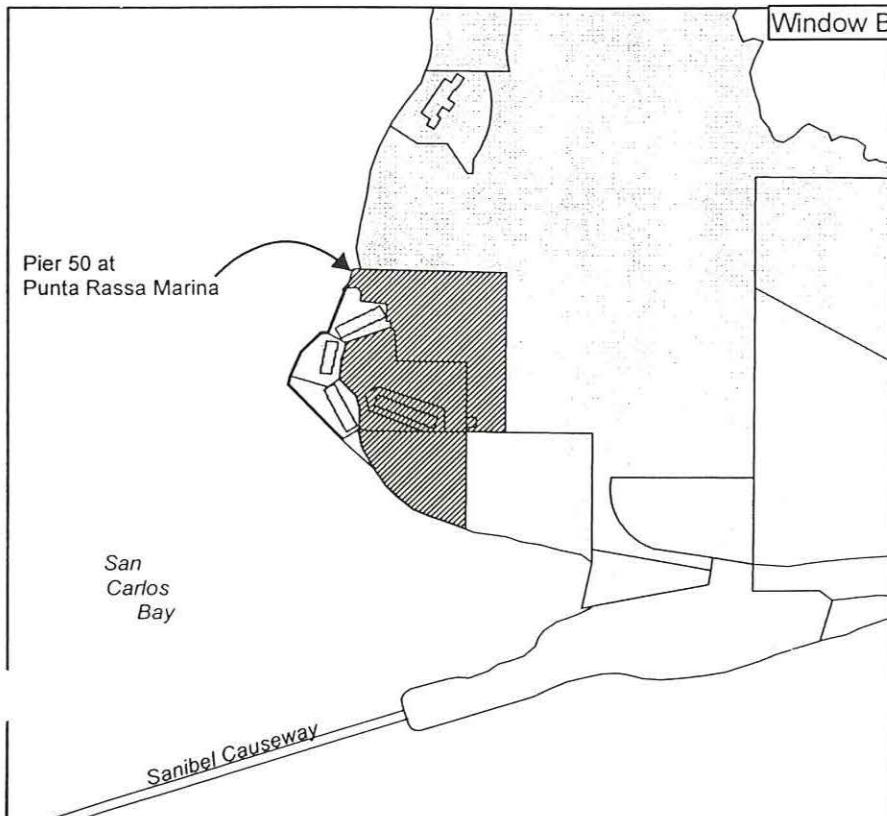 Window B
Pier 50 at
Punta Rassa Marina
San
Carlos
Bay
Sanibel Causeway